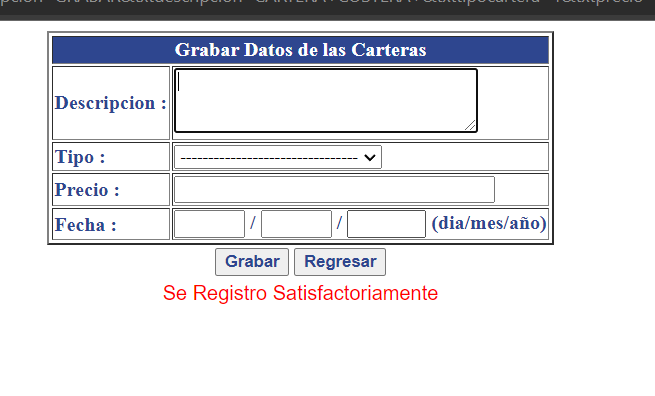 Grabar Datos de las Carteras
Descripcion :
Tipo : --------------------------------
Precio :
Fecha : / / (dia/mes/año)
Grabar Regresar
Se Registro Satisfactoriamente